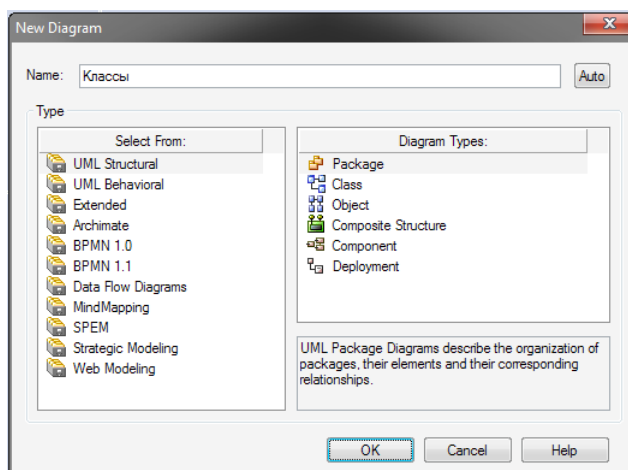 New Diagram
Name: Классы Auto
Type
Select From:
UML Structural
UML Behavioral
Extended
Archimate
BPMN 1.0
BPMN 1.1
Data Flow Diagrams
MindMapping
SPEM
Strategic Modeling
Web Modeling
Diagram Types:
Package
Class
Object
Composite Structure
Component
Deployment
UML Package Diagrams describe the organization of
packages, their elements and their corresponding
relationships.
OK Cancel Help